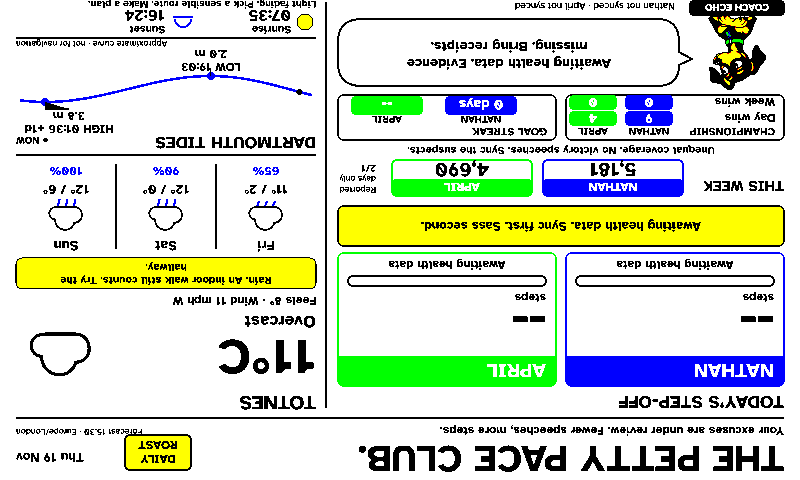 THE PETTY PACE CLUB.
Your excuses are under review. Fewer speeches, more steps.
DAILY
ROAST
Thu 19 Nov
Forecast 15:30 · Europe/London
TODAY'S STEP-OFF
NATHAN
---
steps
Awaiting health data
APRIL
---
steps
Awaiting health data
Awaiting health data. Sync first. Sass second.
THIS WEEK
NATHAN
5,181
APRIL
4,690
Reported
days only
2/1
Unequal coverage. No victory speeches. Sync the suspects.
CHAMPIONSHIP
NATHAN
APRIL
Day wins
9
4
Week wins
0
0
GOAL STREAK
NATHAN
0 days
APRIL
--
Awaiting health data. Evidence
missing. Bring receipts.
COACH ECHO
Nathan not synced · April not synced
TOTNES
11°C
Overcast
Feels 8° · Wind 11 mph W
Rain. An indoor walk still counts. Try the
hallway.
Fri
11° / 2°
65%
Sat
12° / 0°
90%
Sun
12° / 6°
100%
DARTMOUTH TIDES
• NOW
HIGH 01:36 +1d
3.8 m
LOW 19:03
2.0 m
Approximate curve · not for navigation
Sunrise
07:35
Sunset
16:24
Light fading. Pick a sensible route. Make a plan.